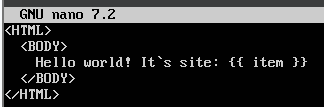 GNU nano 7.2
<HTML>
<BODY>
Hello world! It`s site: {{ item }}
</BODY>
</HTML>